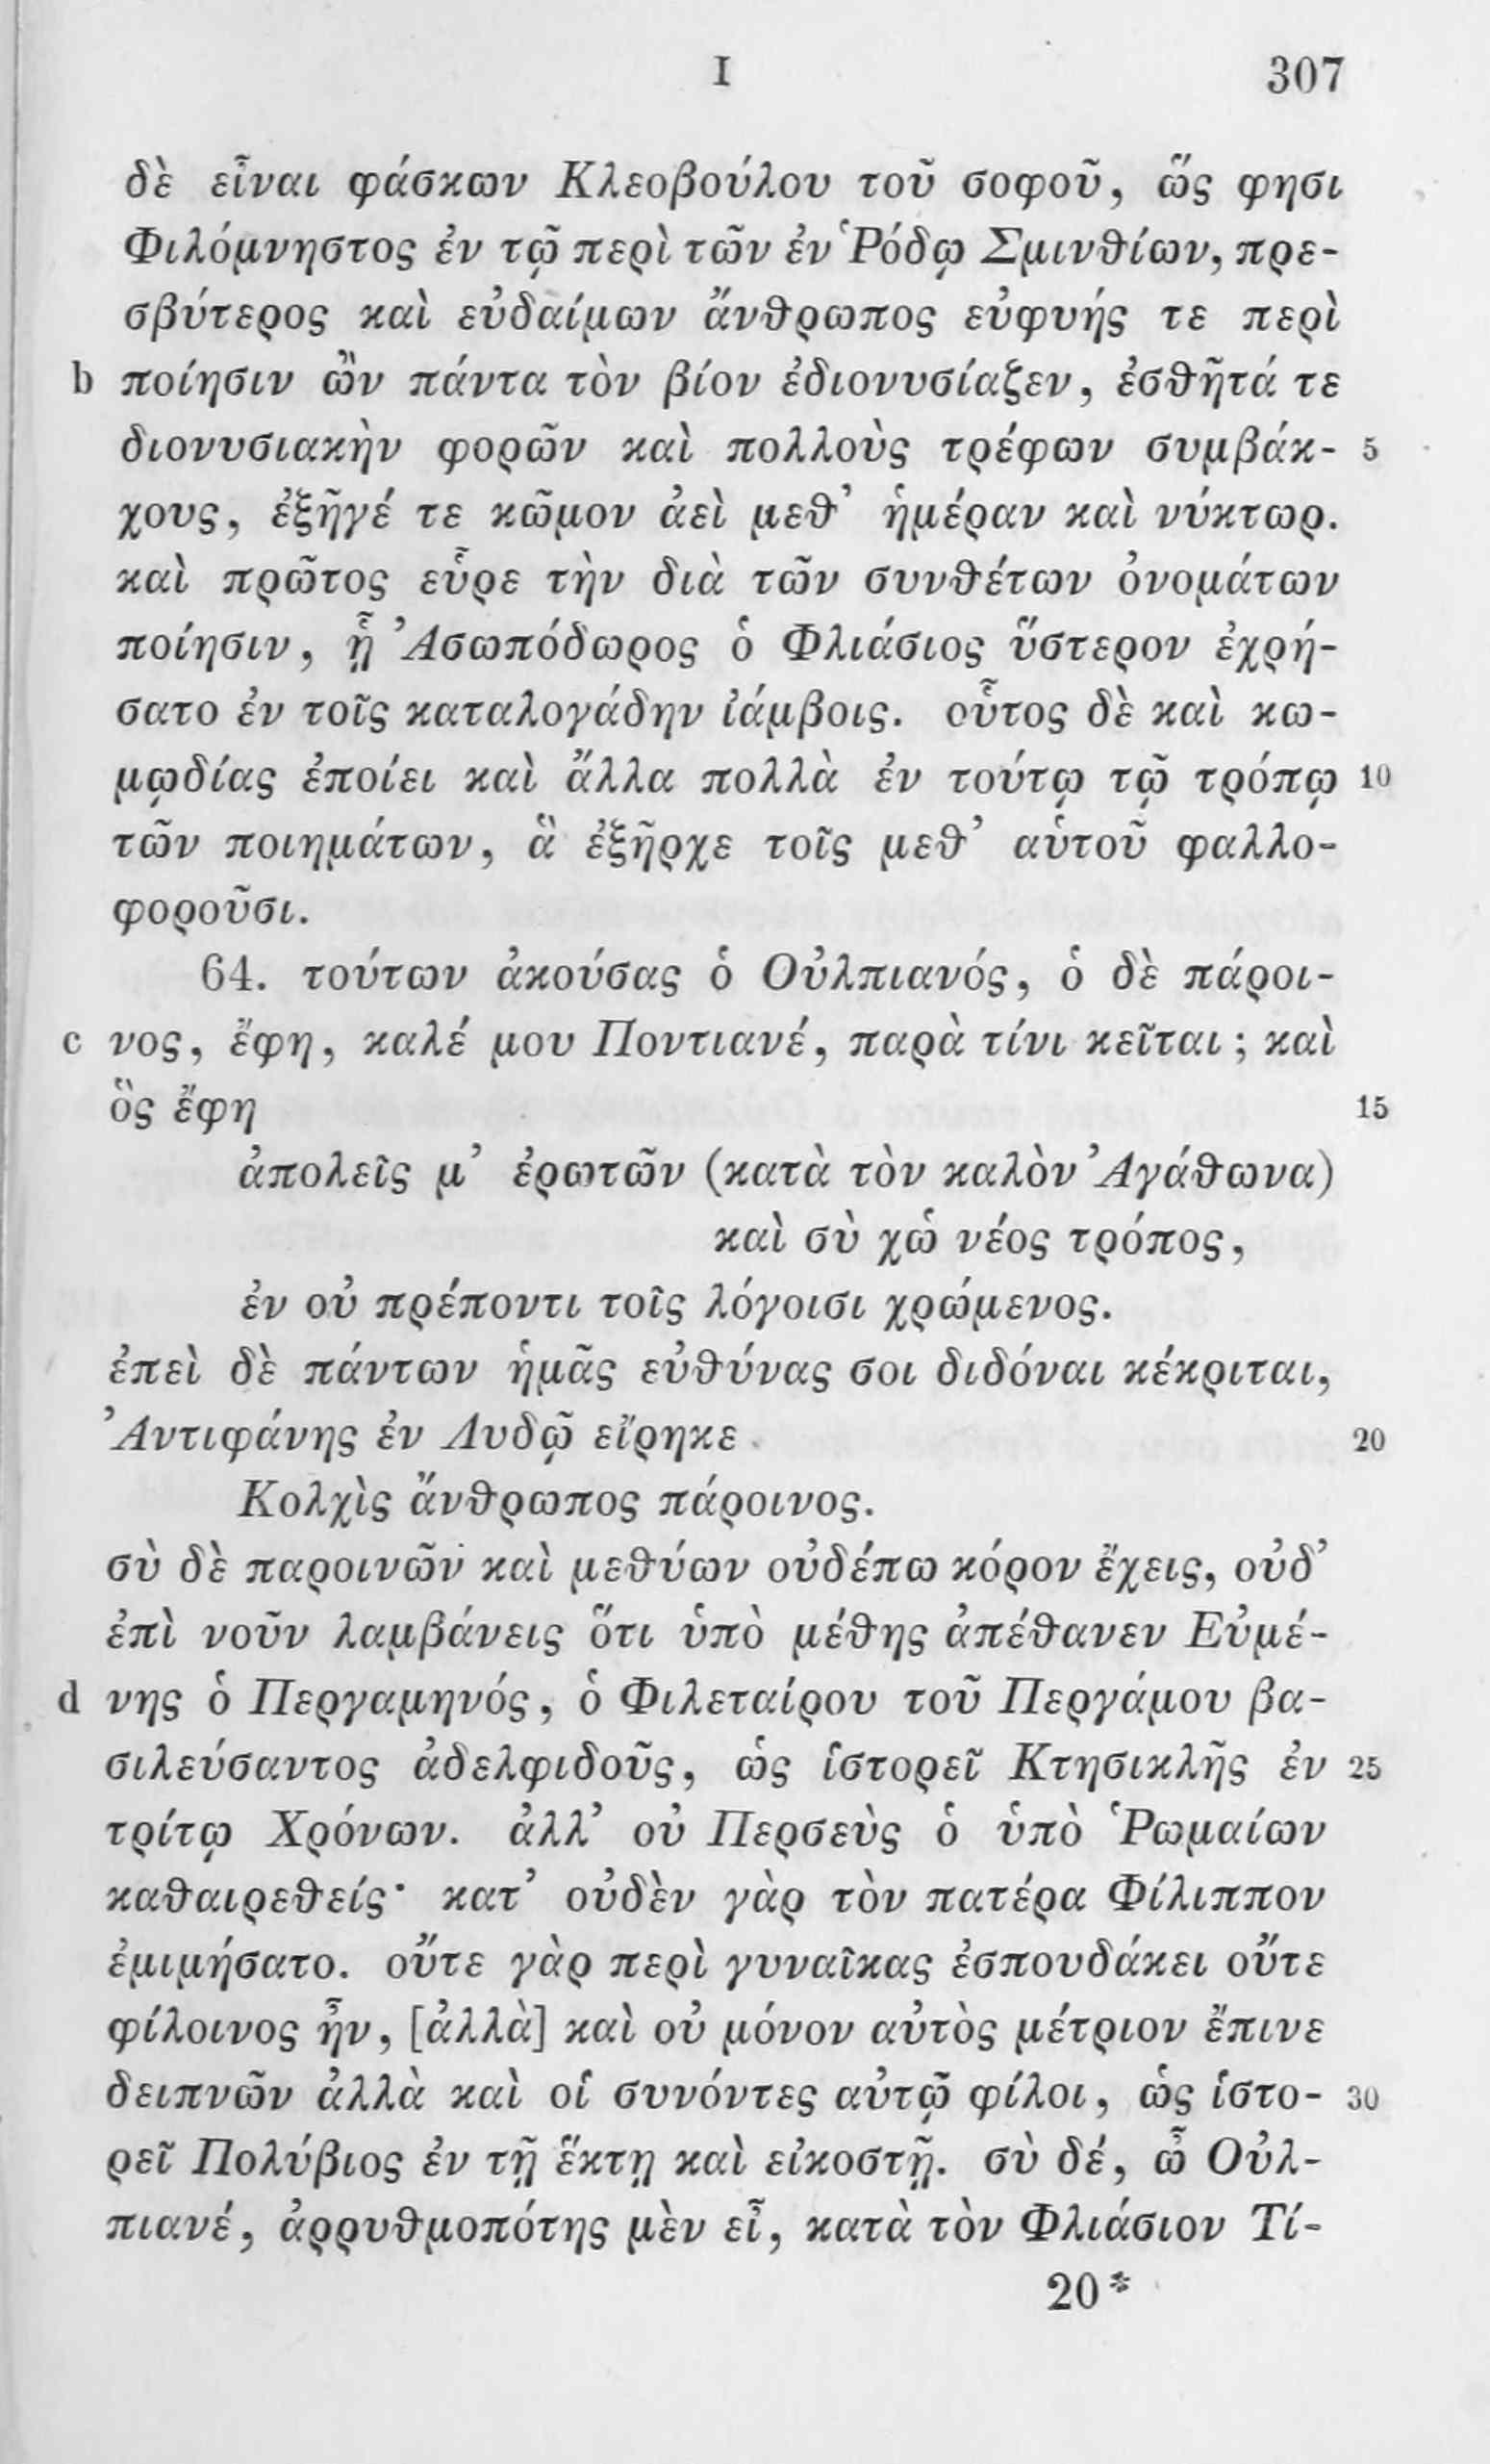 I 307
δὲ εἶναι φάσκων Κλεοβούλου τοῦ σοφοῦ, ὥς φησι
Φιλόμνηστος ἐν τῷ περὶ τῶν ἐν Ῥόδῳ Σμινθίων, πρε-
σβύτερος καὶ εὐδαίμων ἄνθρωπος εὐφυής τε περὶ
b ποίησιν ὢν πάντα τὸν βίον ἐδιονυσίαζεν, ἐσθῆτά τε
διονυσιακὴν φορῶν καὶ πολλοὺς τρέφων συμβάκ- 5
χους, ἐξῆγέ τε κῶμον ἀεὶ μεθ’ ἡμέραν καὶ νύκτωρ.
καὶ πρῶτος εὗρε τὴν διὰ τῶν συνθέτων ὀνομάτων
ποίησιν, ᾗ Ἀσωπόδωρος ὁ Φλιάσιος ὕστερον ἐχρή-
σατο ἐν τοῖς καταλογάδην ἰάμβοις. οὗτος δὲ καὶ κω-
μῳδίας ἐποίει καὶ ἄλλα πολλὰ ἐν τούτῳ τῷ τρόπῳ 10
τῶν ποιημάτων, ἃ ἐξῆρχε τοῖς μεθ’ αὑτοῦ φαλλο-
φοροῦσι.
64. τούτων ἀκούσας ὁ Οὐλπιανός, ὁ δὲ πάροι-
c νος, ἔφη, καλέ μου Ποντιανέ, παρὰ τίνι κεῖται; καὶ
ὃς ἔφη 15
ἀπολεῖς μ’ ἐρωτῶν (κατὰ τὸν καλὸν Ἀγάθωνα)
καὶ σὺ χὠ νέος τρόπος,
ἐν οὐ πρέποντι τοῖς λόγοισι χρώμενος.
ἐπεὶ δὲ πάντων ἡμᾶς εὐθύνας σοι διδόναι κέκριται,
Ἀντιφάνης ἐν Λυδῷ εἴρηκε 20
Κολχὶς ἄνθρωπος πάροινος.
σὺ δὲ παροινῶν καὶ μεθύων οὐδέπω κόρον ἔχεις, οὐδ’
ἐπὶ νοῦν λαμβάνεις ὅτι ὑπὸ μέθης ἀπέθανεν Εὐμέ-
d νης ὁ Περγαμηνός, ὁ Φιλεταίρου τοῦ Περγάμου βα-
σιλεύσαντος ἀδελφιδοῦς, ὡς ἱστορεῖ Κτησικλῆς ἐν 25
τρίτῳ Χρόνων. ἀλλ’ οὐ Περσεὺς ὁ ὑπὸ Ῥωμαίων
καθαιρεθείς· κατ’ οὐδὲν γὰρ τὸν πατέρα Φίλιππον
ἐμιμήσατο. οὔτε γὰρ περὶ γυναῖκας ἐσπουδάκει οὔτε
φίλοινος ἦν, [ἀλλὰ] καὶ οὐ μόνον αὐτὸς μέτριον ἔπινε
δειπνῶν ἀλλὰ καὶ οἱ συνόντες αὐτῷ φίλοι, ὡς ἱστο- 30
ρεῖ Πολύβιος ἐν τῇ ἕκτῃ καὶ εἰκοστῇ. σὺ δέ, ὦ Οὐλ-
πιανέ, ἀρρυθμοπότης μὲν εἶ, κατὰ τὸν Φλιάσιον Τί-
20*